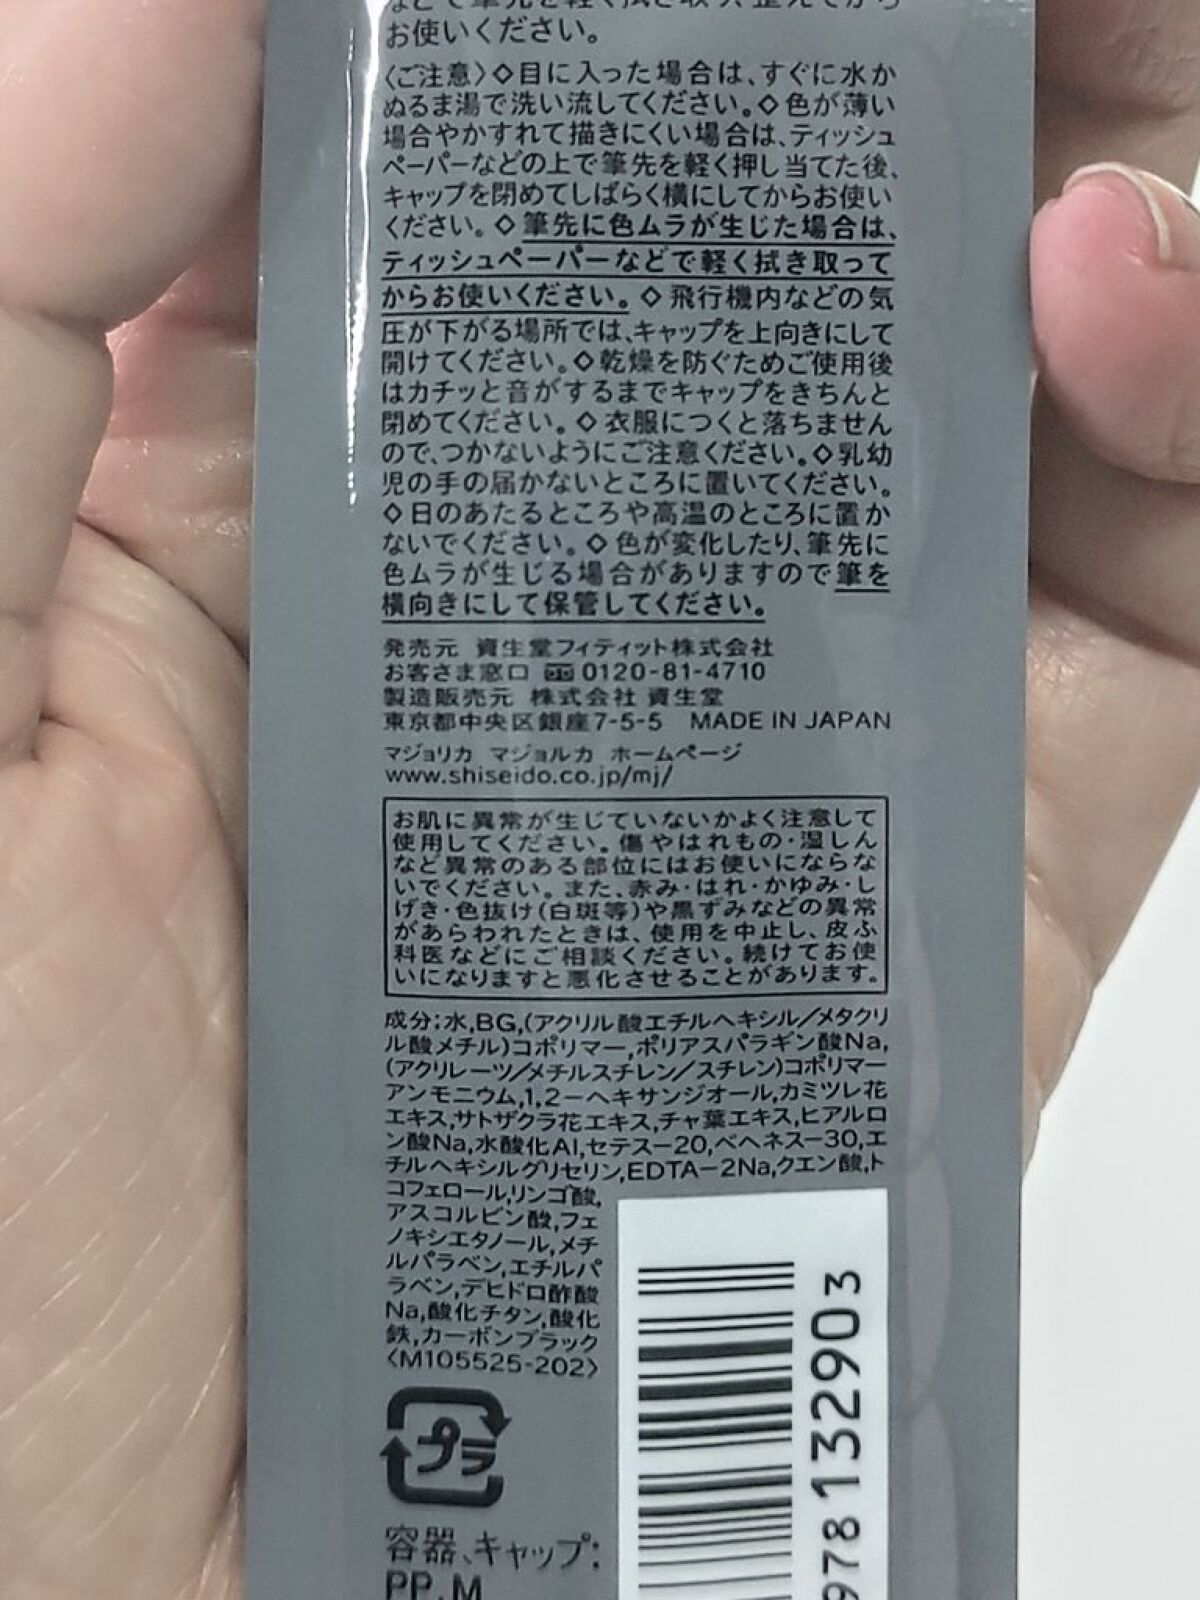 などで筆先を軽く拭き取り、整えてから
お使いください。
〈ご注意〉◇目に入った場合は、すぐに水か
ぬるま湯で洗い流してください。◇色が薄い
場合やかすれて描きにくい場合は、ティッシュ
ペーパーなどの上で筆先を軽く押し当てた後、
キャップを閉めてしばらく横にしてからお使い
ください。◇筆先に色ムラが生じた場合は、
ティッシュペーパーなどで軽く拭き取って
からお使いください。◇飛行機内などの気
圧が下がる場所では、キャップを上向きにして
開けてください。◇乾燥を防ぐためご使用後
はカチッと音がするまでキャップをきちんと
閉めてください。◇衣服につくと落ちません
ので、つかないようにご注意ください。◇乳幼
児の手の届かないところに置いてください。
◇日のあたるところや高温のところに置か
ないでください。◇色が変化したり、筆先に
色ムラが生じる場合がありますので筆を
横向きにして保管してください。
発売元 資生堂フィティット株式会社
お客さま窓口 0120-81-4710
製造販売元 株式会社 資生堂
東京都中央区銀座7-5-5 MADE IN JAPAN
マジョリカ マジョルカ ホームページ
www.shiseido.co.jp/mj/
お肌に異常が生じていないかよく注意して
使用してください。傷やはれもの・湿しん
など異常のある部位にはお使いにならな
いでください。また、赤み・はれ・かゆみ・し
げき・色抜け(白斑等)や黒ずみなどの異常
があらわれたときは、使用を中止し、皮ふ
科医などにご相談ください。続けてお使
いになりますと悪化させることがあります。
成分：水,BG,(アクリル酸エチルヘキシル/メタクリ
ル酸メチル)コポリマー,ポリアスパラギン酸Na,
(アクリレーツ/メチルスチレン/スチレン)コポリマー
アンモニウム,1,2-ヘキサンジオール,カミツレ花
エキス,サトザクラ花エキス,チャ葉エキス,ヒアルロ
ン酸Na,水酸化Al,セテス-20,ベヘネス-30,エ
チルヘキシルグリセリン,EDTA-2Na,クエン酸,ト
コフェロール,リンゴ酸,
アスコルビン酸,フェ
ノキシエタノール,メチ
ルパラベン,エチルパ
ラベン,デヒドロ酢酸
Na,酸化チタン,酸化
鉄,カーボンブラック
〈M105525-202〉
プラ
容器、キャップ:
PP,M
978132903